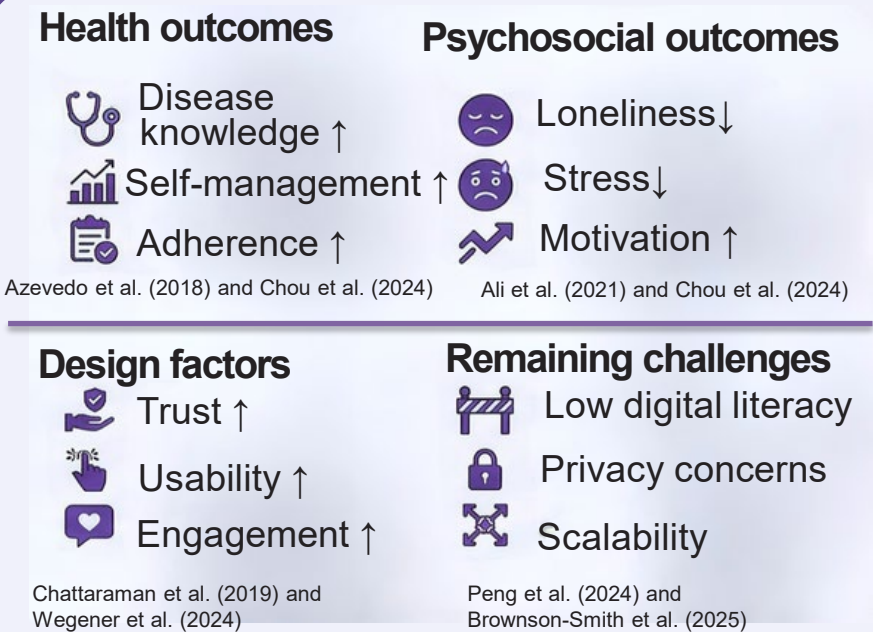 Health outcomes
Disease
knowledge ↑
Self-management ↑
Adherence ↑
Azevedo et al. (2018) and Chou et al. (2024)
Psychosocial outcomes
Loneliness↓
Stress↓
Motivation ↑
Ali et al. (2021) and Chou et al. (2024)
Design factors
Trust ↑
Usability ↑
Engagement ↑
Chattaraman et al. (2019) and
Wegener et al. (2024)
Remaining challenges
Low digital literacy
Privacy concerns
Scalability
Peng et al. (2024) and
Brownson-Smith et al. (2025)